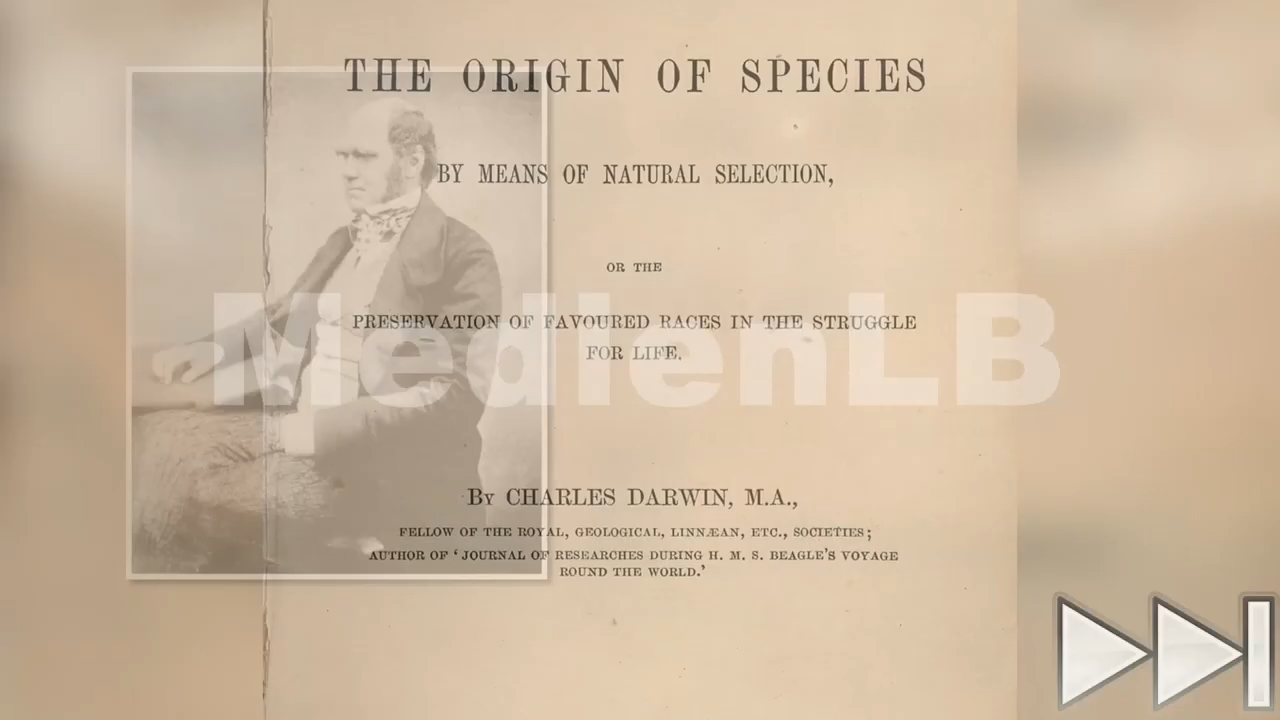 THE ORIGIN OF SPECIES
BY MEANS OF NATURAL SELECTION,
OR THE
PRESERVATION OF FAVOURED RACES IN THE STRUGGLE
FOR LIFE.
MedienLB
BY CHARLES DARWIN, M.A.,
FELLOW OF THE ROYAL, GEOLOGICAL, LINNÆAN, ETC., SOCIETIES;
AUTHOR OF ‘JOURNAL OF RESEARCHES DURING H. M. S. BEAGLE'S VOYAGE
ROUND THE WORLD.’